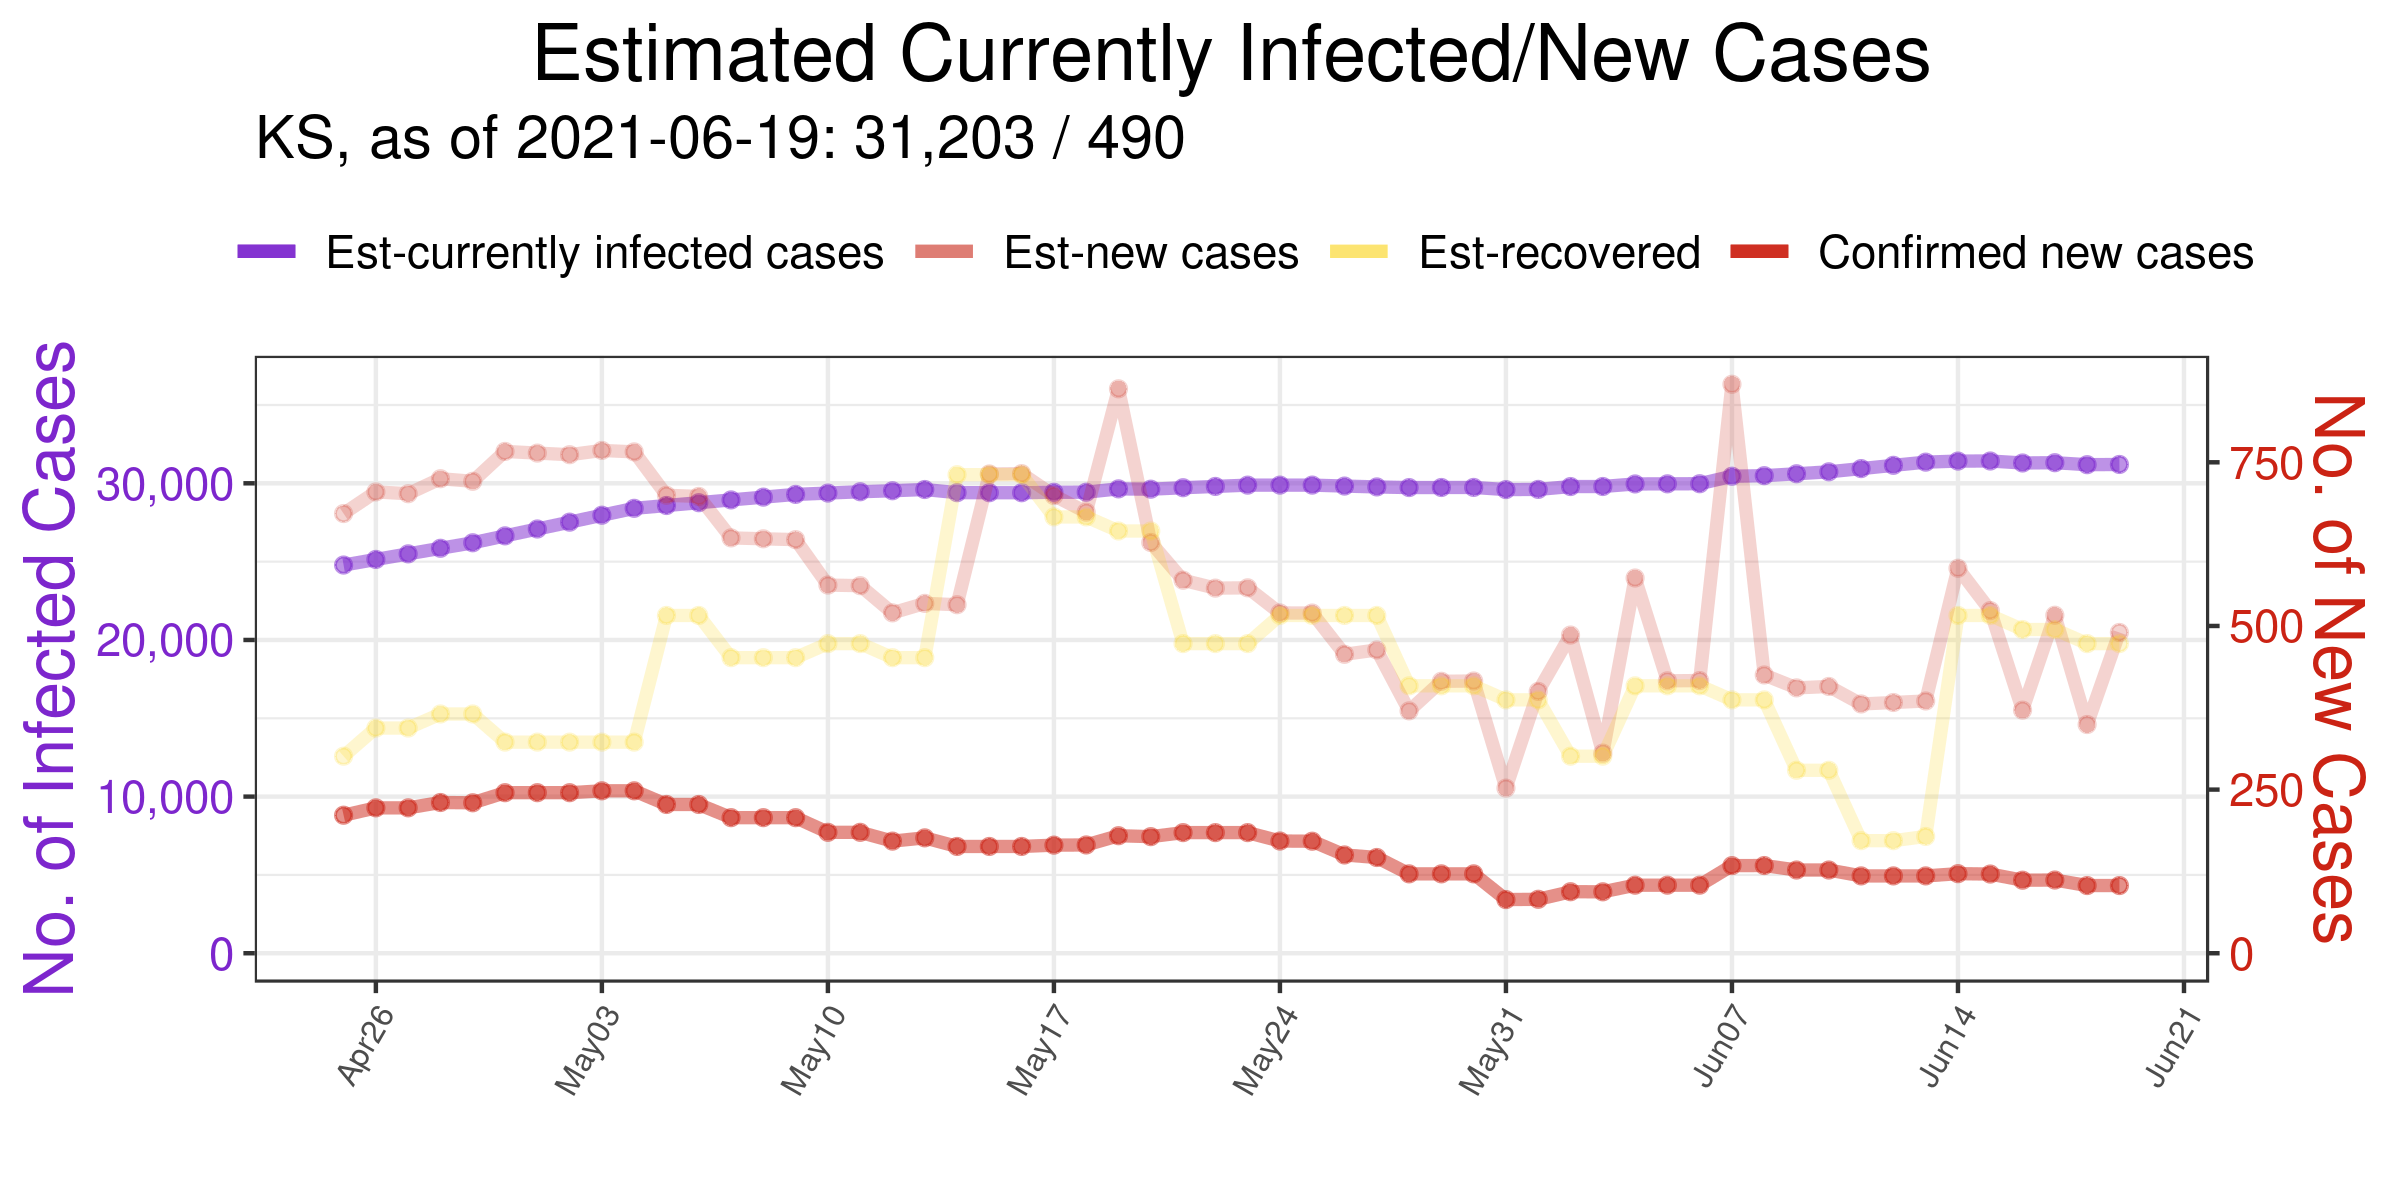 Estimated Currently Infected/New Cases
KS, as of 2021-06-19: 31,203 / 490
Est-currently infected cases Est-new cases Est-recovered Confirmed new cases
No. of Infected Cases
30,000
20,000
10,000
0
750
500
250
0
No. of New Cases
Apr26 May03 May10 May17 May24 May31 Jun07 Jun14 Jun21